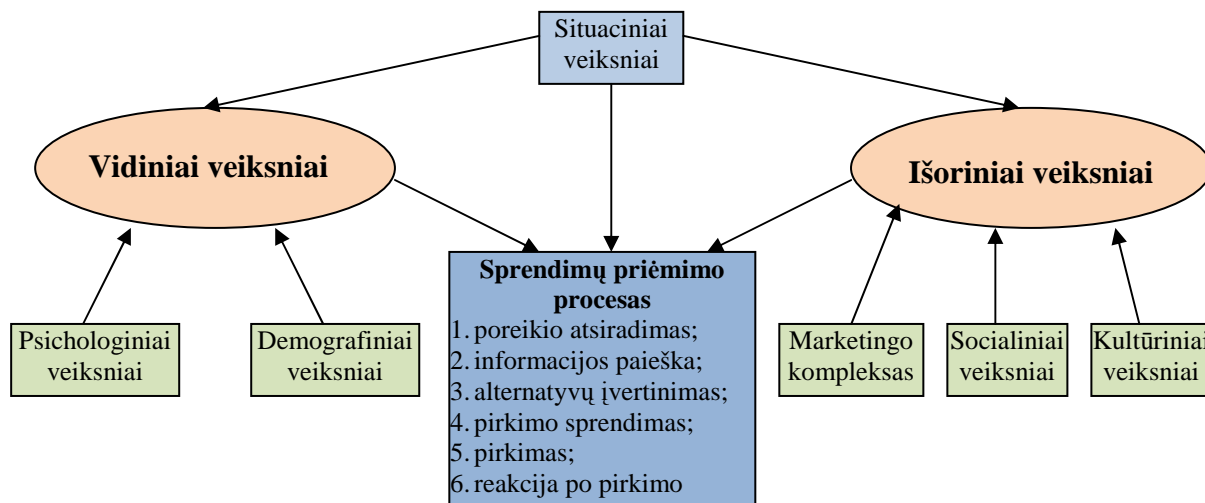 Situaciniai
veiksniai
Vidiniai veiksniai
Išoriniai veiksniai
Sprendimų priėmimo
procesas
1. poreikio atsiradimas;
2. informacijos paieška;
3. alternatyvų įvertinimas;
4. pirkimo sprendimas;
5. pirkimas;
6. reakcija po pirkimo
Psichologiniai
veiksniai
Demografiniai
veiksniai
Marketingo
kompleksas
Socialiniai
veiksniai
Kultūriniai
veiksniai